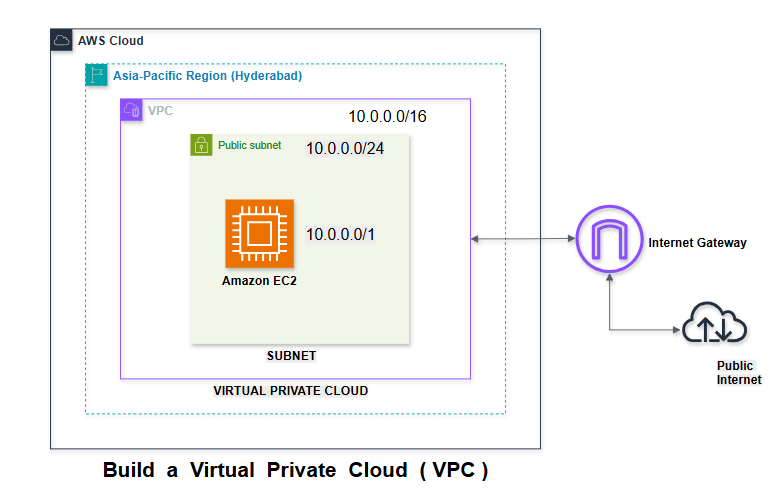 AWS Cloud
Asia-Pacific Region (Hyderabad)
VPC
10.0.0.0/16
Public subnet
10.0.0.0/24
10.0.0.0/1
Amazon EC2
SUBNET
VIRTUAL PRIVATE CLOUD
Internet Gateway
Public
Internet
Build a Virtual Private Cloud ( VPC )